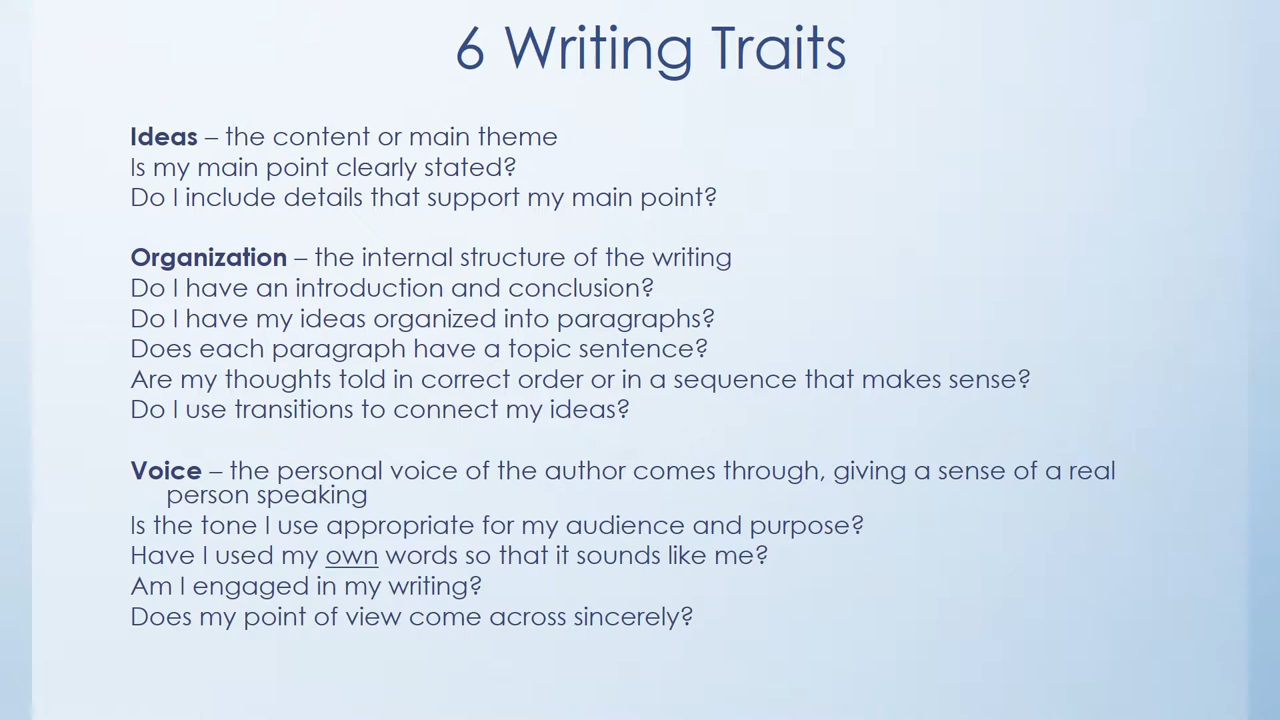 6 Writing Traits
Ideas – the content or main theme
Is my main point clearly stated?
Do I include details that support my main point?
Organization – the internal structure of the writing
Do I have an introduction and conclusion?
Do I have my ideas organized into paragraphs?
Does each paragraph have a topic sentence?
Are my thoughts told in correct order or in a sequence that makes sense?
Do I use transitions to connect my ideas?
Voice – the personal voice of the author comes through, giving a sense of a real
person speaking
Is the tone I use appropriate for my audience and purpose?
Have I used my own words so that it sounds like me?
Am I engaged in my writing?
Does my point of view come across sincerely?